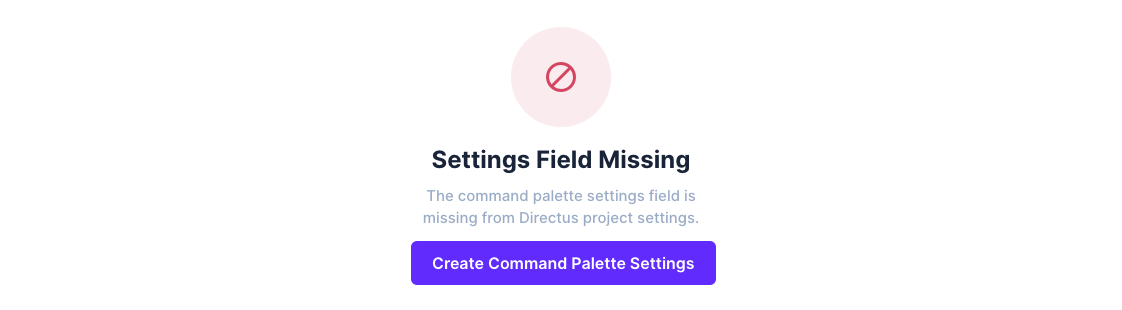 Settings Field Missing
The command palette settings field is
missing from Directus project settings.
Create Command Palette Settings